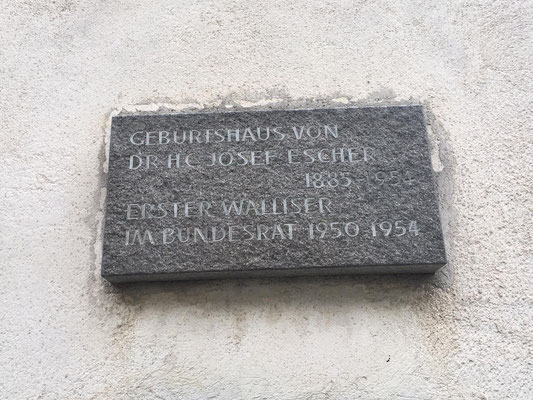 GEBURTSHAUS VON
DR H.C. JOSEF ESCHER
1885-1954
ERSTER WALLISER
IM BUNDESRAT 1950-1954